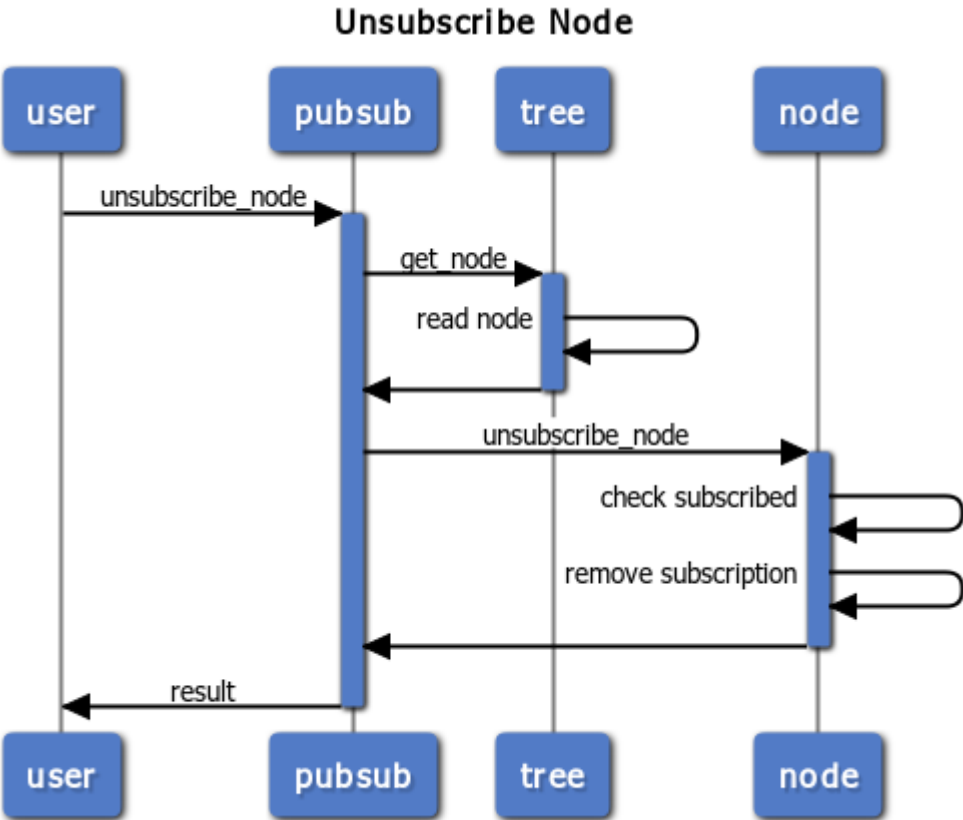 Unsubscribe Node
user
pubsub
tree
node
unsubscribe_node
get_node
read node
unsubscribe_node
check subscribed
remove subscription
result
user
pubsub
tree
node